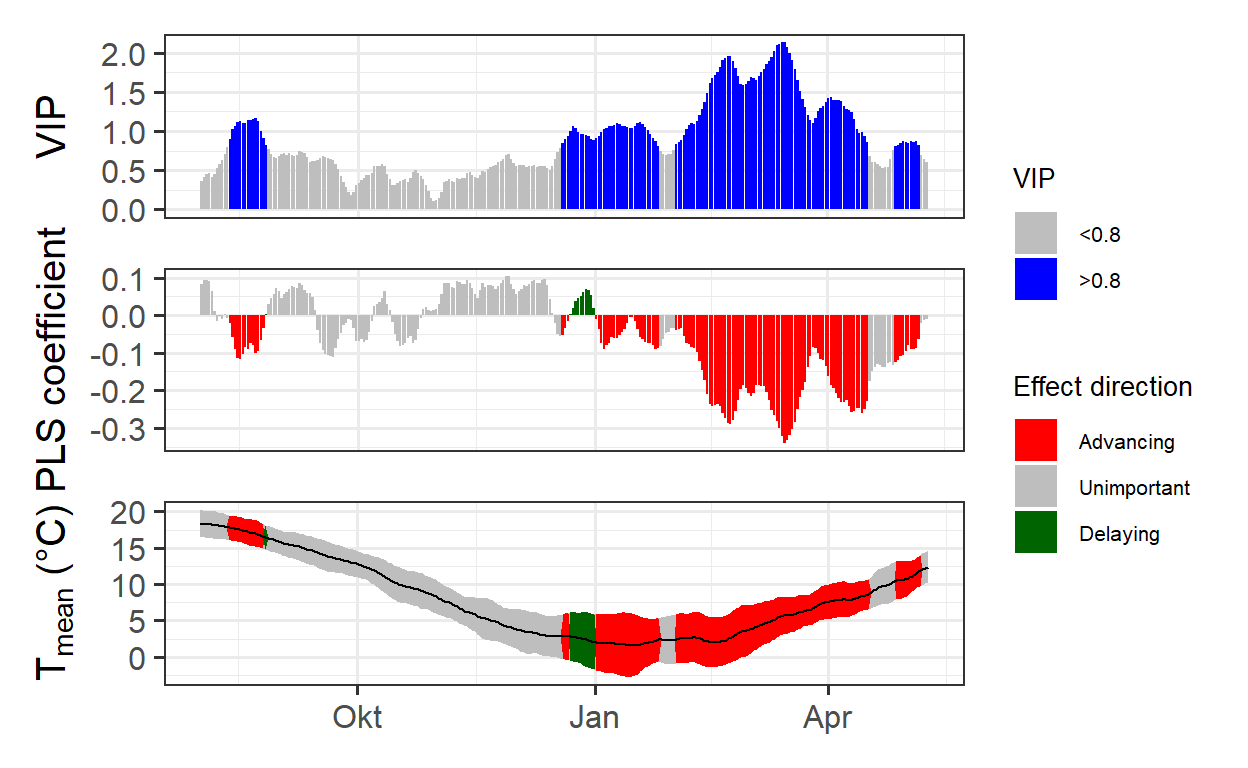 VIP
2.0
1.5
1.0
0.5
0.0
PLS coefficient
0.1
0.0
-0.1
-0.2
-0.3
Tmean (°C)
20
15
10
5
0
Okt Jan Apr
VIP
<0.8
>0.8
Effect direction
Advancing
Unimportant
Delaying